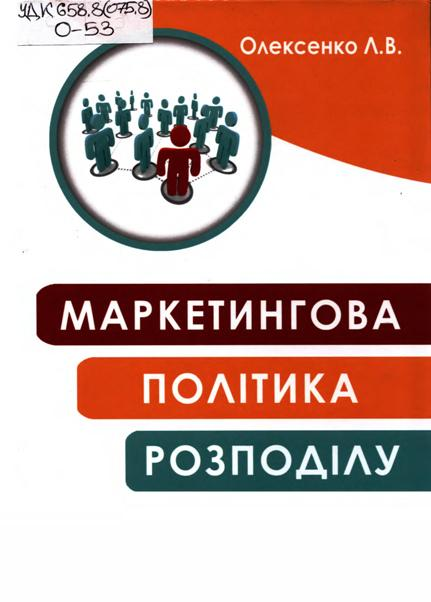 УДК 658.8(075.8)
О-53
Олексенко Л.В.
МАРКЕТИНГОВА
ПОЛІТИКА
РОЗПОДІЛУ